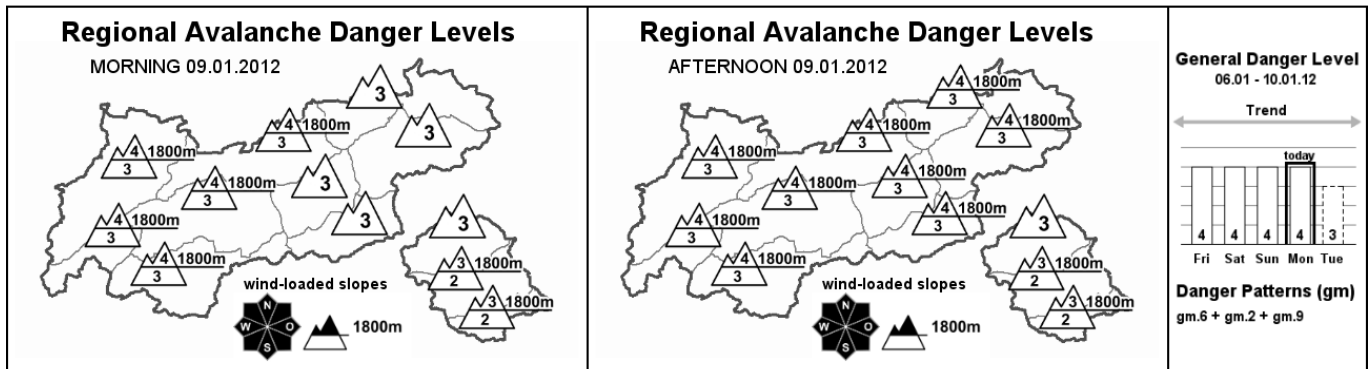 Regional Avalanche Danger Levels
MORNING 09.01.2012
3
3
4 1800m
3
4 1800m
3
3
4 1800m
3
3
4 1800m
3
4 1800m
3
3
3 1800m
2
3 1800m
2
wind-loaded slopes
N
W O
S
1800m
Regional Avalanche Danger Levels
AFTERNOON 09.01.2012
4 1800m
3
4 1800m
3
4 1800m
3
4 1800m
3
4 1800m
3
4 1800m
3
4 1800m
3
4 1800m
3
4 1800m
3
3
3 1800m
2
3 1800m
2
wind-loaded slopes
N
W O
S
1800m
General Danger Level
06.01 - 10.01.12
Trend
today
4 4 4 4 3
Fri Sat Sun Mon Tue
Danger Patterns (gm)
gm.6 + gm.2 + gm.9